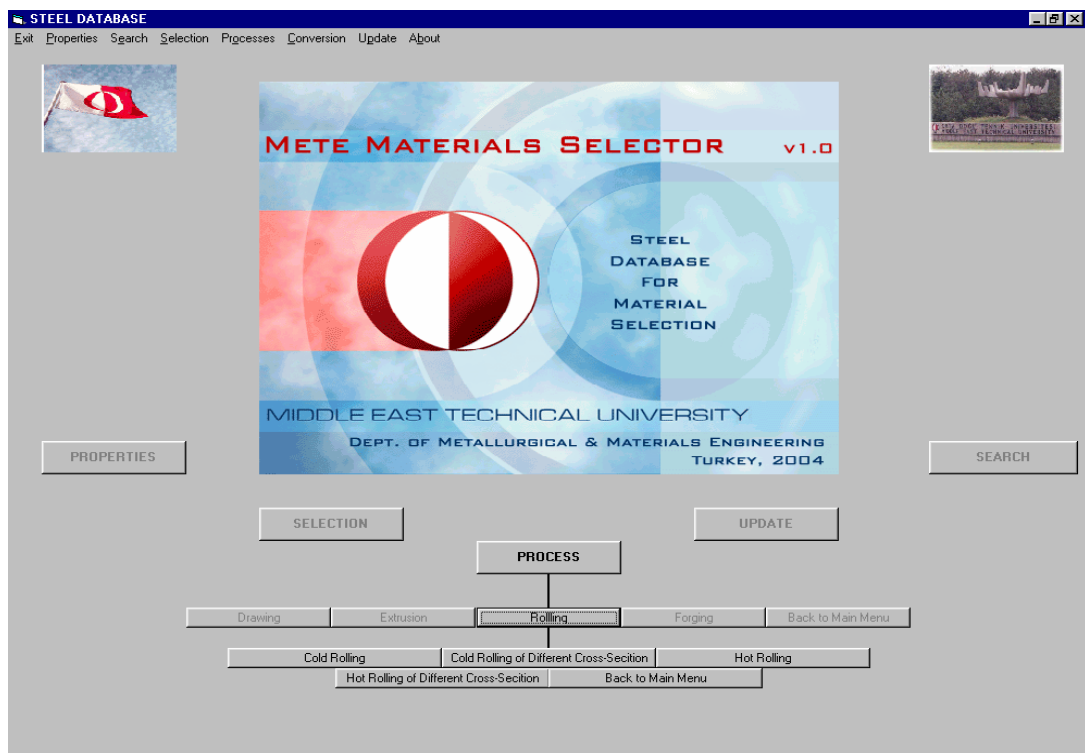 STEEL DATABASE
Exit Properties Search Selection Processes Conversion Update About
METE MATERIALS SELECTOR v1.0
STEEL
DATABASE
FOR
MATERIAL
SELECTION
MIDDLE EAST TECHNICAL UNIVERSITY
DEPT. OF METALLURGICAL & MATERIALS ENGINEERING
TURKEY, 2004
PROPERTIES
SEARCH
SELECTION
UPDATE
PROCESS
Drawing Extrusion Rollling Forging Back to Main Menu
Cold Rolling Cold Rolling of Different Cross-Secition Hot Rolling
Hot Rolling of Different Cross-Secition Back to Main Menu